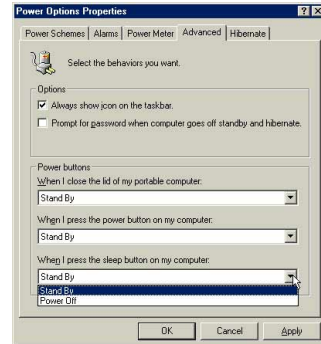 Power Options Properties
Power Schemes Alarms Power Meter Advanced Hibernate
Select the behaviors you want.
Options
Always show icon on the taskbar.
Prompt for password when computer goes off standby and hibernate.
Power buttons
When I close the lid of my portable computer:
Stand By
When I press the power button on my computer:
Stand By
When I press the sleep button on my computer:
Stand By
Stand By
Power Off
OK Cancel Apply